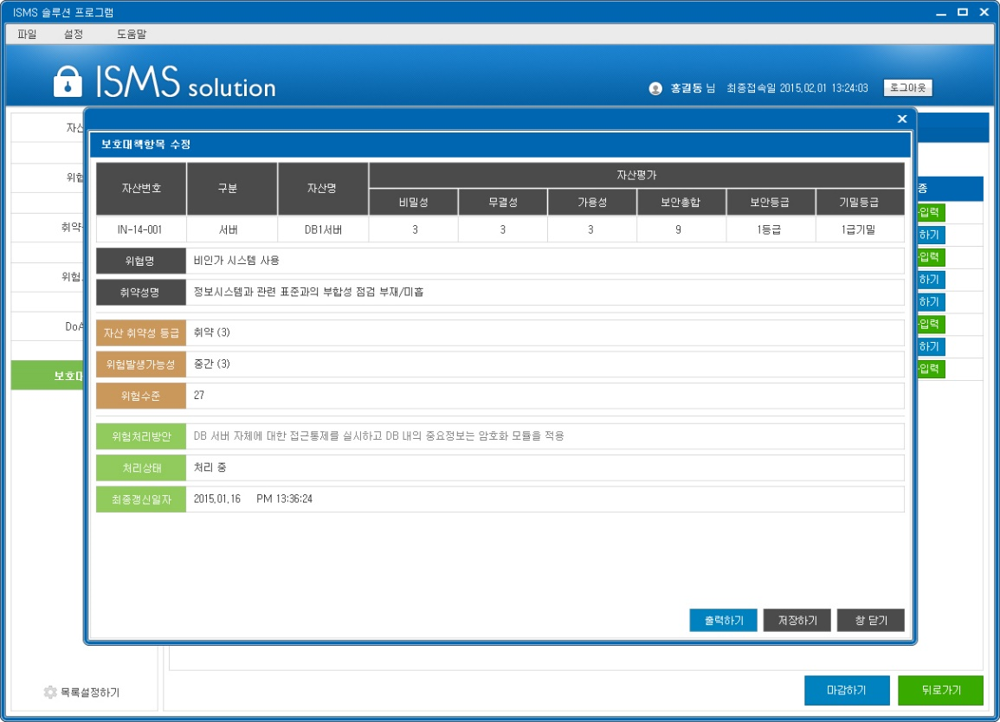 ISMS 솔루션 프로그램
파일 설정 도움말
ISMS solution
홍길동 님 최종접속일 2015.02.01 13:24:03 로그아웃
보호대책항목 수정
자산번호 구분 자산명 자산평가
비밀성 무결성 가용성 보안총합 보안등급 기밀등급
IN-14-001 서버 DB1서버 3 3 3 9 1등급 1급기밀
위협명 비인가 시스템 사용
취약성명 정보시스템과 관련 표준과의 부합성 점검 부재/미흡
자산 취약성 등급 취약 (3)
위험발생가능성 중간 (3)
위험수준 27
위험처리방안 DB 서버 자체에 대한 접근통제를 실시하고 DB 내의 중요정보는 암호화 모듈을 적용
처리상태 처리 중
최종갱신일자 2015.01.16 PM 13:36:24
출력하기 저장하기 창 닫기
자산
위협
취약
위험
DoA
보호대
종
입력
하기
입력
하기
하기
입력
하기
입력
목록설정하기
마감하기 뒤로가기